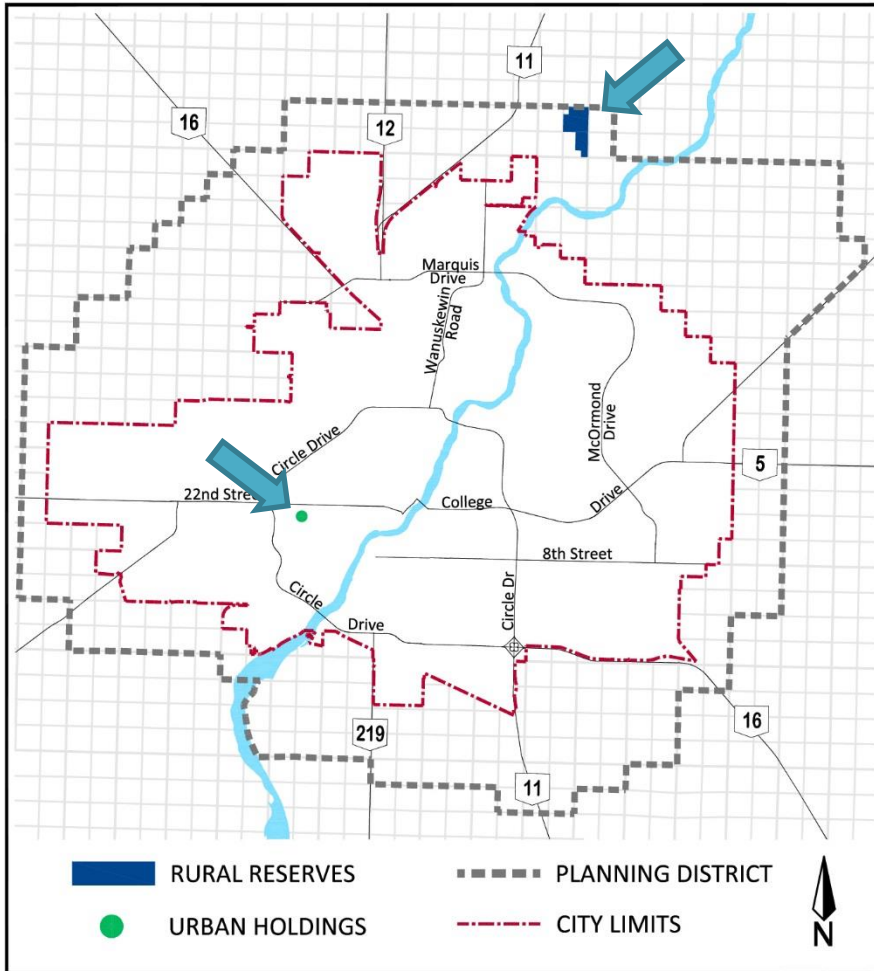 11
16
12
Marquis
Drive
Wanuskewin
Road
McOrmond
Drive
Circle Drive
5
22nd Street
College
Drive
8th Street
Circle
Drive
Circle Dr
219
16
11
RURAL RESERVES
PLANNING DISTRICT
URBAN HOLDINGS
CITY LIMITS
N